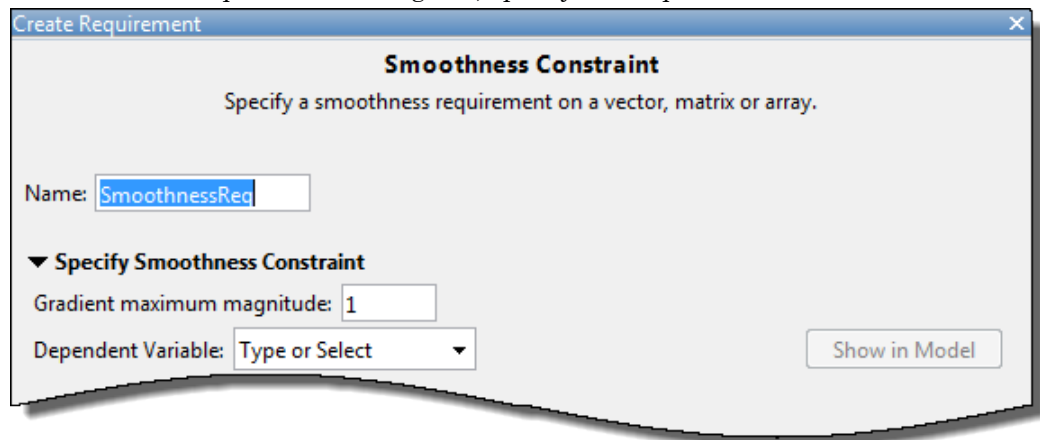 Create Requirement
Smoothness Constraint
Specify a smoothness requirement on a vector, matrix or array.
Name: SmoothnessReq
Specify Smoothness Constraint
Gradient maximum magnitude: 1
Dependent Variable: Type or Select
Show in Model